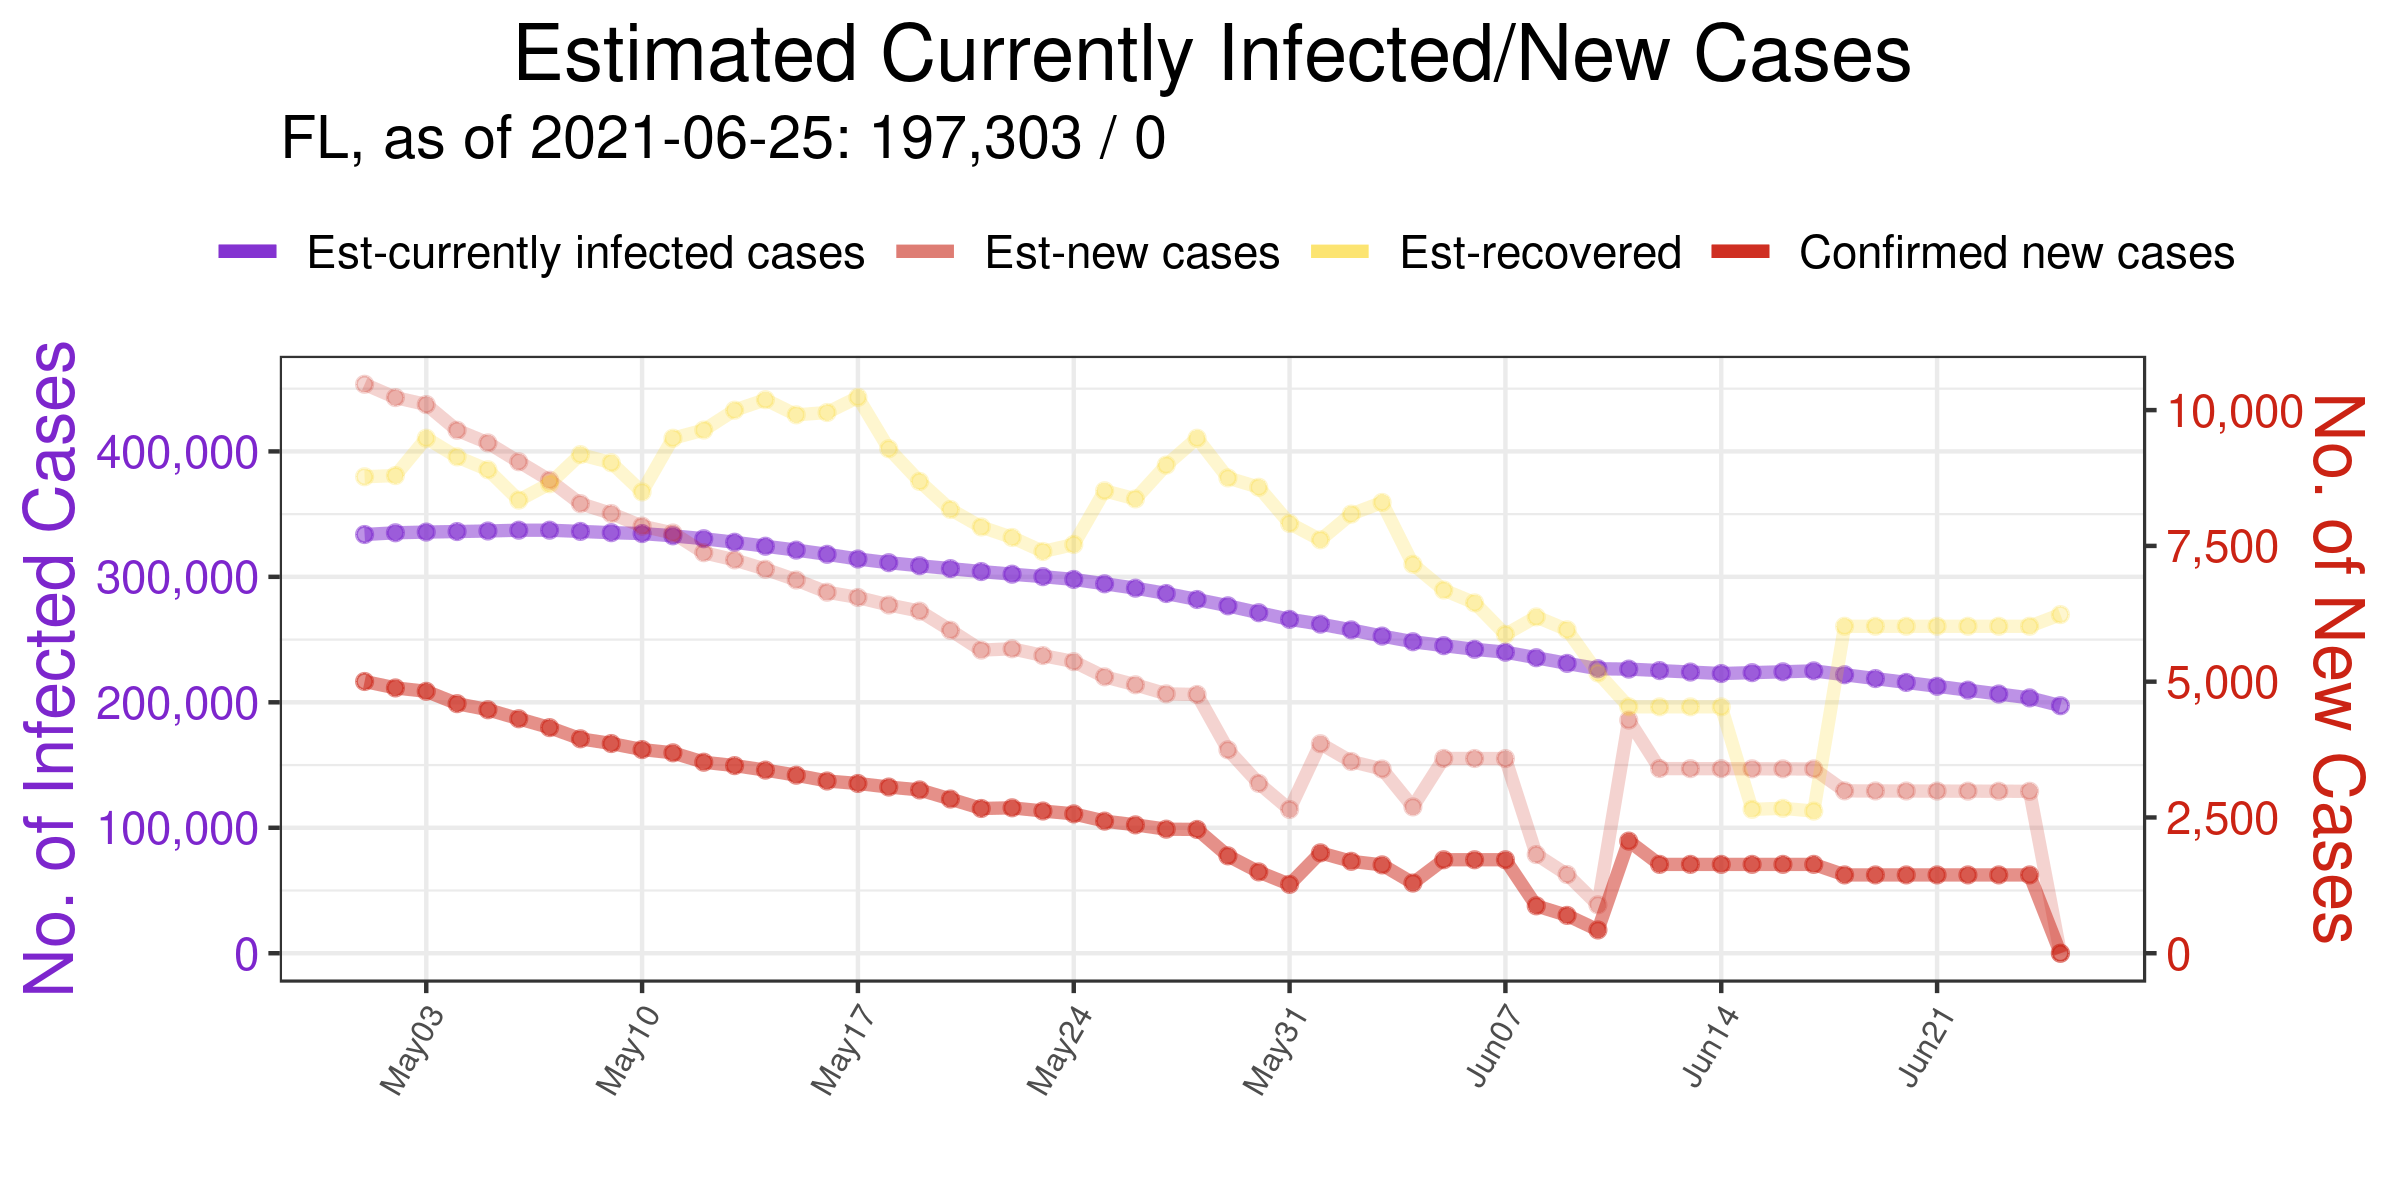 Estimated Currently Infected/New Cases
FL, as of 2021-06-25: 197,303 / 0
Est-currently infected cases Est-new cases Est-recovered Confirmed new cases
No. of Infected Cases
400,000
300,000
200,000
100,000
0
10,000
7,500
5,000
2,500
0
No. of New Cases
May03 May10 May17 May24 May31 Jun07 Jun14 Jun21